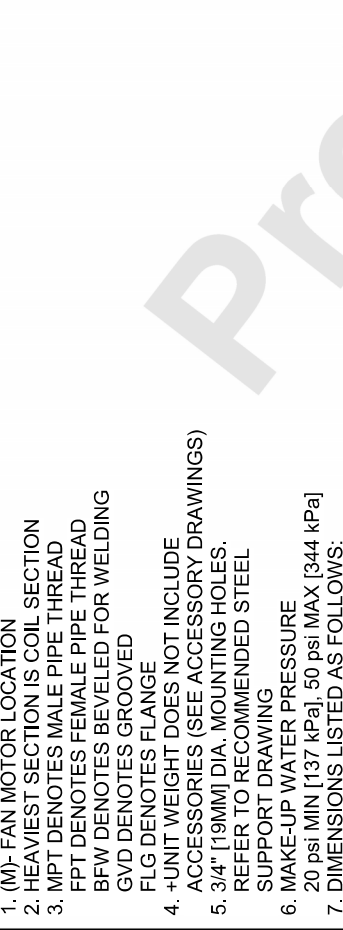 1. (M)- FAN MOTOR LOCATION
2. HEAVIEST SECTION IS COIL SECTION
3. MPT DENOTES MALE PIPE THREAD
FPT DENOTES FEMALE PIPE THREAD
BFW DENOTES BEVELED FOR WELDING
GVD DENOTES GROOVED
FLG DENOTES FLANGE
4. +UNIT WEIGHT DOES NOT INCLUDE
ACCESSORIES (SEE ACCESSORY DRAWINGS)
5. 3/4" [19MM] DIA. MOUNTING HOLES.
REFER TO RECOMMENDED STEEL
SUPPORT DRAWING
6. MAKE-UP WATER PRESSURE
20 psi MIN [137 kPa], 50 psi MAX [344 kPa]
7. DIMENSIONS LISTED AS FOLLOWS:
Pr